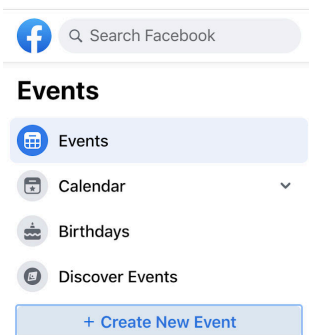 Search Facebook
Events
Events
Calendar
Birthdays
Discover Events
+ Create New Event